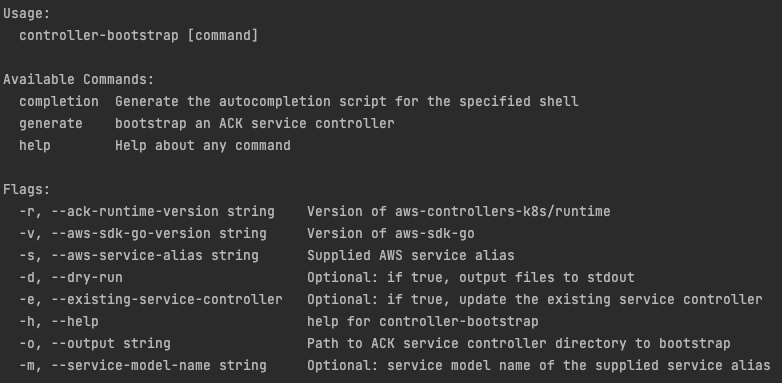 Usage:
  controller-bootstrap [command]

Available Commands:
  completion  Generate the autocompletion script for the specified shell
  generate    bootstrap an ACK service controller
  help        Help about any command

Flags:
  -r, --ack-runtime-version string    Version of aws-controllers-k8s/runtime
  -v, --aws-sdk-go-version string     Version of aws-sdk-go
  -s, --aws-service-alias string      Supplied AWS service alias
  -d, --dry-run                       Optional: if true, output files to stdout
  -e, --existing-service-controller   Optional: if true, update the existing service controller
  -h, --help                          help for controller-bootstrap
  -o, --output string                 Path to ACK service controller directory to bootstrap
  -m, --service-model-name string     Optional: service model name of the supplied service alias